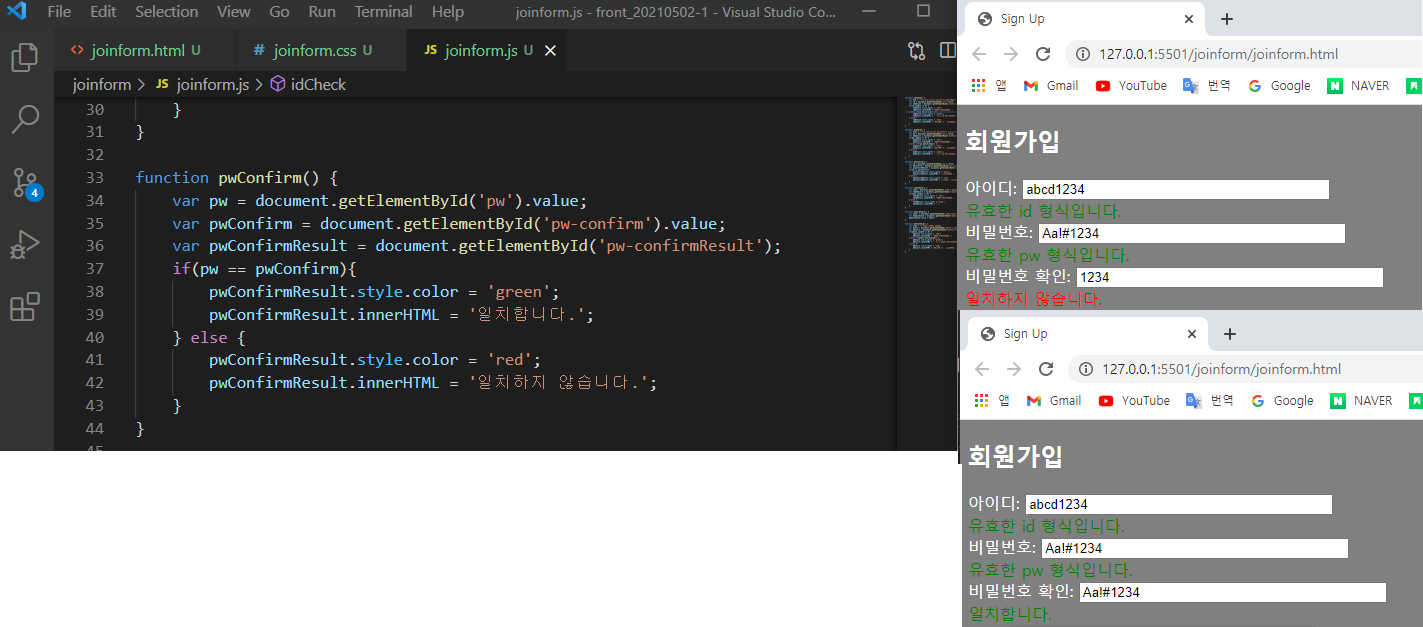 File Edit Selection View Go Run Terminal Help joinform.js - front_20210502-1 - Visual Studio Co...
<> joinform.html U # joinform.css U JS joinform.js U
joinform > JS joinform.js > idCheck
4
30 }
31 }
32
33 function pwConfirm() {
34 var pw = document.getElementById('pw').value;
35 var pwConfirm = document.getElementById('pw-confirm').value;
36 var pwConfirmResult = document.getElementById('pw-confirmResult');
37 if(pw == pwConfirm){
38 pwConfirmResult.style.color = 'green';
39 pwConfirmResult.innerHTML = '일치합니다.';
40 } else {
41 pwConfirmResult.style.color = 'red';
42 pwConfirmResult.innerHTML = '일치하지 않습니다.';
43 }
44 }
45
Sign Up
127.0.0.1:5501/joinform/joinform.html
앱 Gmail YouTube 번역 Google NAVER
회원가입
아이디: abcd1234
유효한 id 형식입니다.
비밀번호: Aa!#1234
유효한 pw 형식입니다.
비밀번호 확인: 1234
일치하지 않습니다.
Sign Up
127.0.0.1:5501/joinform/joinform.html
앱 Gmail YouTube 번역 Google NAVER
회원가입
아이디: abcd1234
유효한 id 형식입니다.
비밀번호: Aa!#1234
유효한 pw 형식입니다.
비밀번호 확인: Aa!#1234
일치합니다.